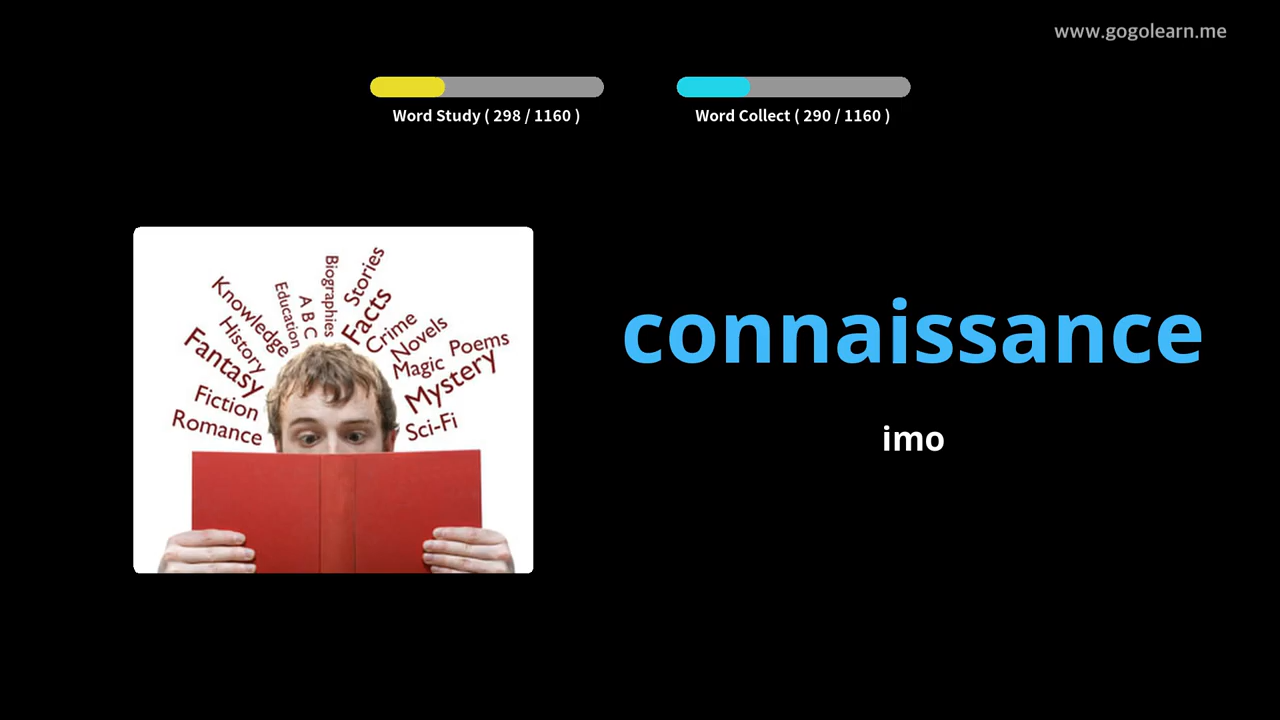 www.gogolearn.me
Word Study ( 298 / 1160 )
Word Collect ( 290 / 1160 )
Biographies
Stories
Education
A B C
Facts
Knowledge
Crime
History
Novels
Fantasy
Magic
Poems
Mystery
Fiction
Romance
Sci-Fi
connaissance
imo